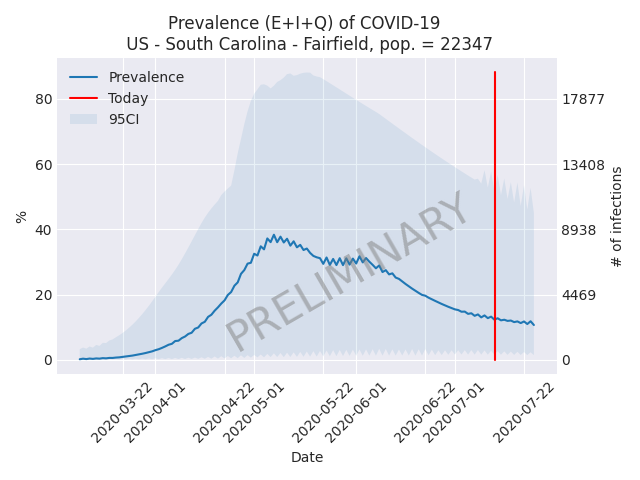 Prevalence (E+I+Q) of COVID-19
US - South Carolina - Fairfield, pop. = 22347
Prevalence
Today
95CI
80
60
40
20
0
%
17877
13408
8938
4469
0
# of infections
PRELIMINARY
2020-03-22
2020-04-01
2020-04-22
2020-05-01
2020-05-22
2020-06-01
2020-06-22
2020-07-01
2020-07-22
Date